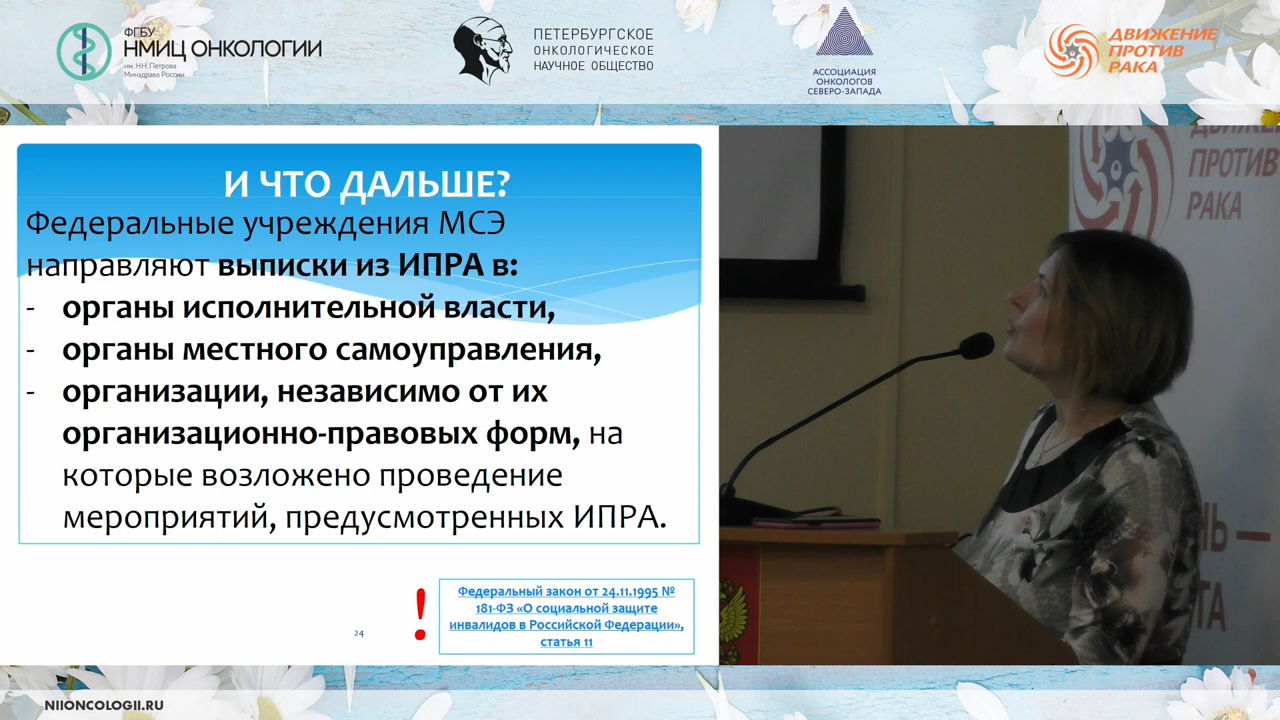 ФГБУ
НМИЦ ОНКОЛОГИИ
им. Н.Н. Петрова
Минздрава России
ПЕТЕРБУРГСКОЕ
ОНКОЛОГИЧЕСКОЕ
НАУЧНОЕ ОБЩЕСТВО
АССОЦИАЦИЯ
ОНКОЛОГОВ
СЕВЕРО-ЗАПАДА
ДВИЖЕНИЕ
ПРОТИВ
РАКА
И ЧТО ДАЛЬШЕ?
Федеральные учреждения МСЭ
направляют выписки из ИПРА в:
- органы исполнительной власти,
- органы местного самоуправления,
- организации, независимо от их
организационно-правовых форм, на
которые возложено проведение
мероприятий, предусмотренных ИПРА.
!
Федеральный закон от 24.11.1995 №
181-ФЗ «О социальной защите
инвалидов в Российской Федерации»,
статья 11
24
ПРОТИВ
РАКА
NIIONCOLOGII.RU